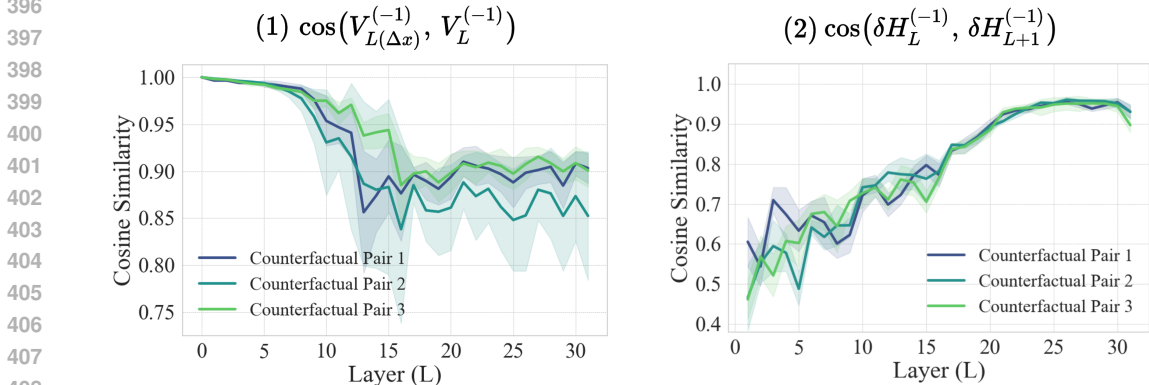 396
397
398
399
400
401
402
403
404
405
406
407
(1) cos(V_{L(Δx)}^{(-1)}, V_L^{(-1)})
1.00
0.95
0.90
0.85
0.80
0.75
Cosine Similarity
Counterfactual Pair 1
Counterfactual Pair 2
Counterfactual Pair 3
0 5 10 15 20 25 30
Layer (L)
(2) cos(δH_L^{(-1)}, δH_{L+1}^{(-1)})
1.0
0.9
0.8
0.7
0.6
0.5
0.4
Cosine Similarity
Counterfactual Pair 1
Counterfactual Pair 2
Counterfactual Pair 3
0 5 10 15 20 25 30
Layer (L)